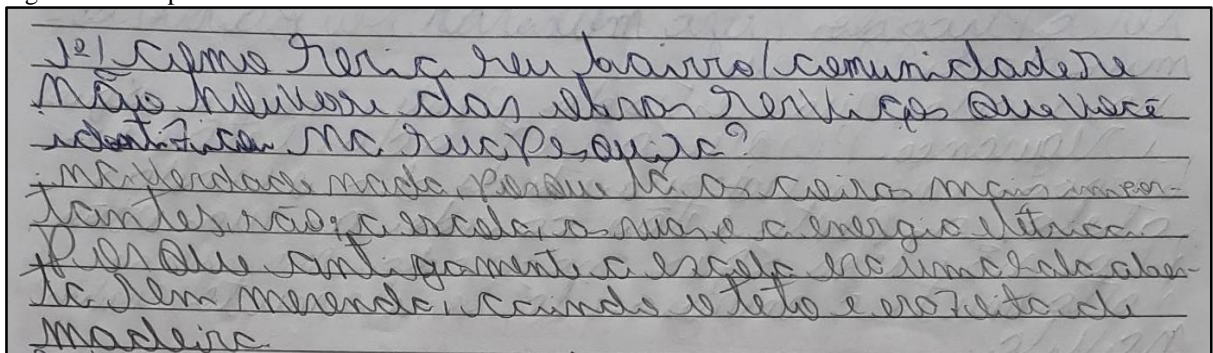 1º) Como seria seu bairro/comunidade se
não houvesse das obras serviços que você
identificou na sua pesquisa?
na verdade nada, porque lá as coisas mais impor-
tantes, são: a escola, a rua, e a energia elétrica
Porque antigamente a escola era uma sala aber-
ta sem merenda, caindo o teto e era feita de
madeira.